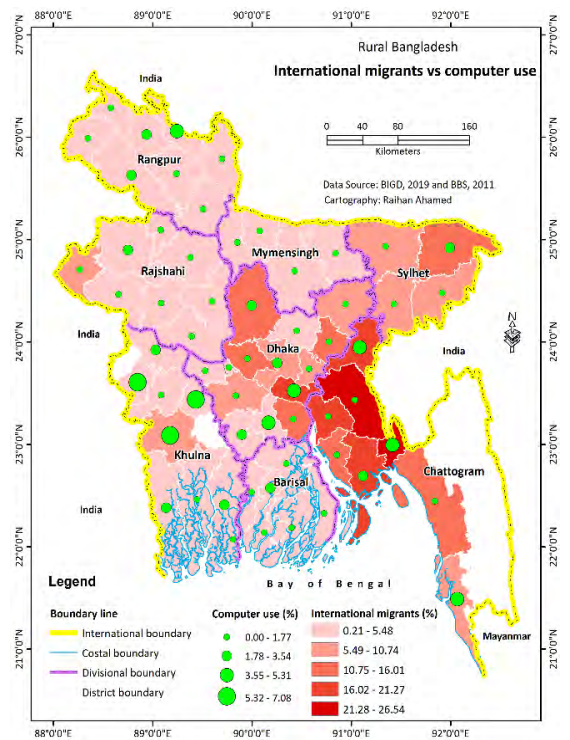 88°0'0"E 89°0'0"E 90°0'0"E 91°0'0"E 92°0'0"E
27°0'0"N 27°0'0"N
Rural Bangladesh
International migrants vs computer use
India
0 40 80 160
Kilometers
26°0'0"N 26°0'0"N
Rangpur
Data Source: BIGD, 2019 and BBS, 2011
Cartography: Raihan Ahamed
25°0'0"N 25°0'0"N
Mymensingh
Rajshahi
Sylhet
N
24°0'0"N 24°0'0"N
India
Dhaka
India
23°0'0"N 23°0'0"N
Khulna
Chattogram
Barisal
India
22°0'0"N 22°0'0"N
Bay of Bengal
Legend
Boundary line
International boundary
Costal boundary
Divisional boundary
District boundary
Computer use (%)
0.00 - 1.77
1.78 - 3.54
3.55 - 5.31
5.32 - 7.08
International migrants (%)
0.21 - 5.48
5.49 - 10.74
10.75 - 16.01
16.02 - 21.27
21.28 - 26.54
Mayanmar
21°0'0"N 21°0'0"N
88°0'0"E 89°0'0"E 90°0'0"E 91°0'0"E 92°0'0"E